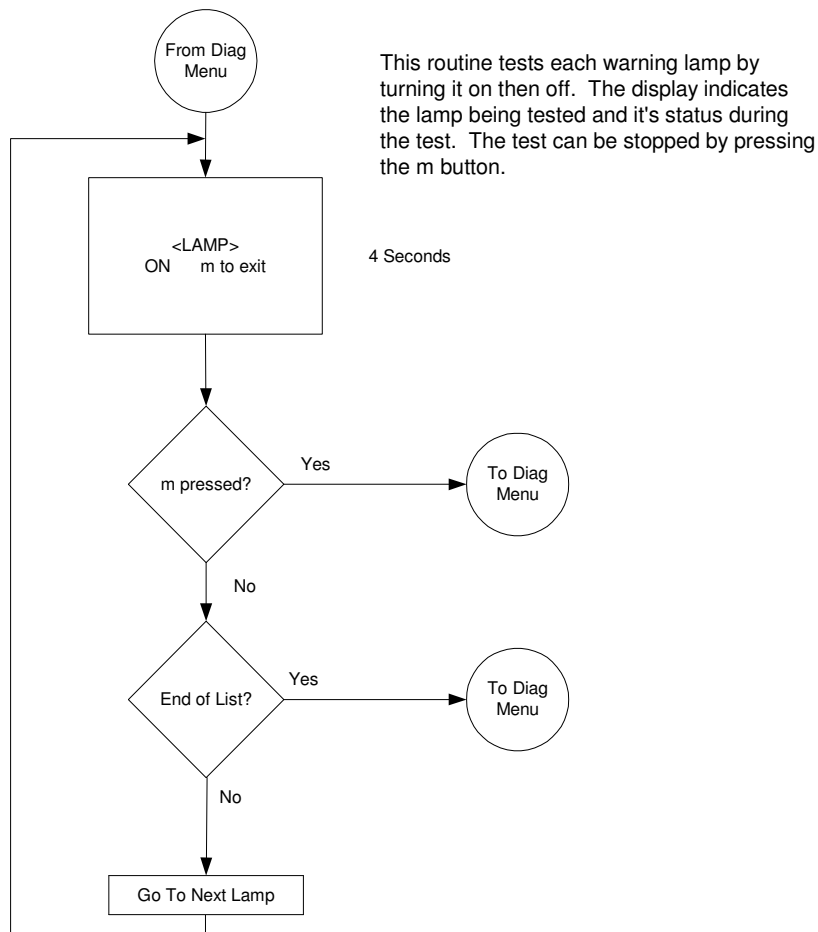 From Diag
Menu
This routine tests each warning lamp by
turning it on then off.  The display indicates
the lamp being tested and it's status during
the test.  The test can be stopped by pressing
the m button.
<LAMP>
ON m to exit
4 Seconds
m pressed?
Yes
To Diag
Menu
No
End of List?
Yes
To Diag
Menu
No
Go To Next Lamp